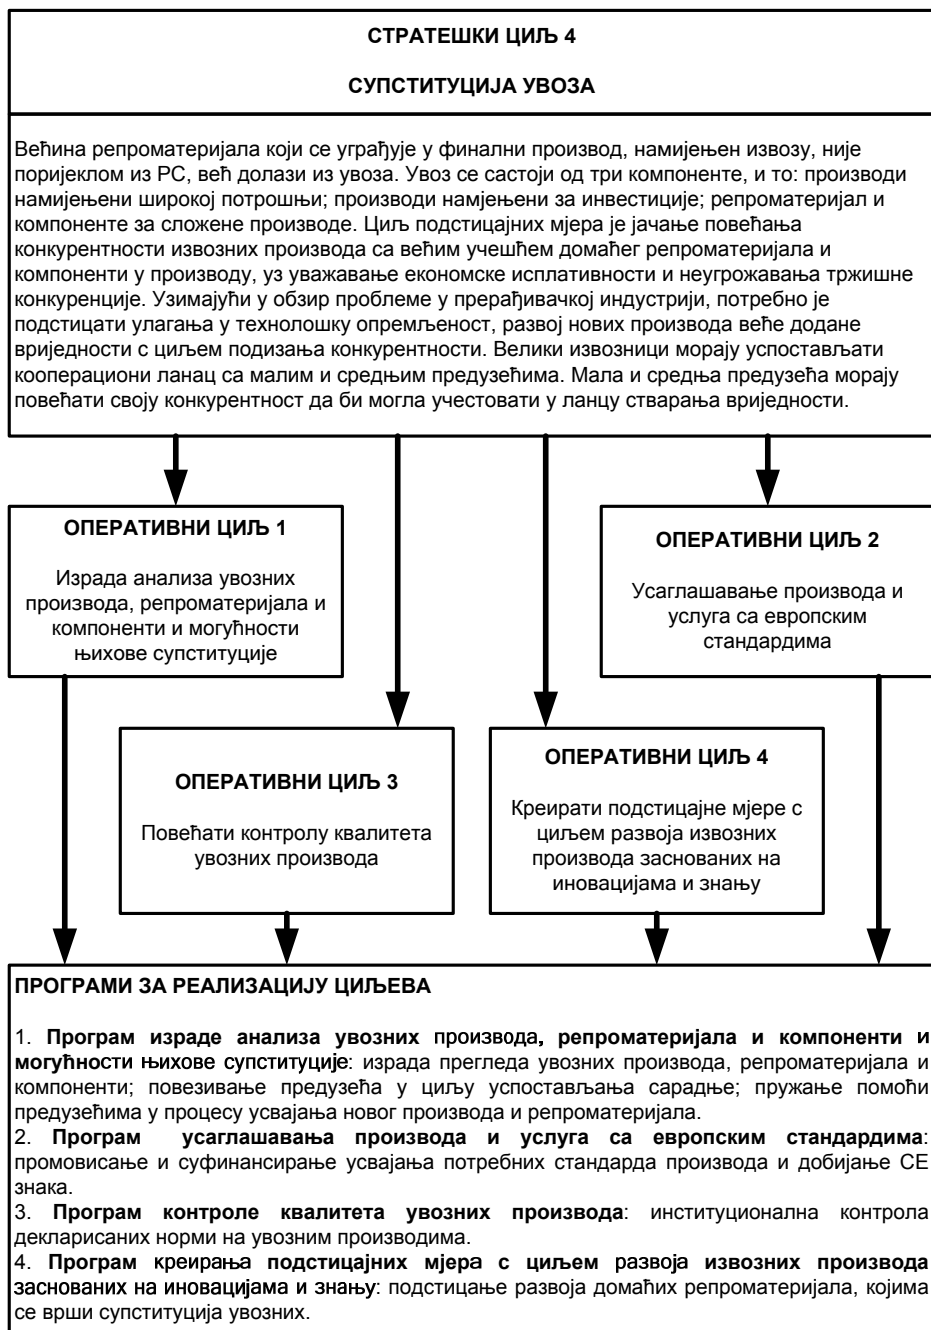 СТРАТЕШКИ ЦИЉ 4
СУПСТИТУЦИЈА УВОЗА
Већина репроматеријала који се уграђује у финални производ, намијењен извозу, није
поријеклом из РС, већ долази из увоза. Увоз се састоји од три компоненте, и то: производи
намијењени широкој потрошњи; производи намјењени за инвестиције; репроматеријал и
компоненте за сложене производе. Циљ подстицајних мјера је јачање повећања
конкурентности извозних производа са већим учешћем домаћег репроматеријала и
компоненти у производу, уз уважавање економске исплативности и неугрожавања тржишне
конкуренције. Узимајући у обзир проблеме у прерађивачкој индустрији, потребно је
подстицати улагања у технолошку опремљеност, развој нових производа веће додане
вриједности с циљем подизања конкурентности. Велики извозници морају успостављати
кооперациони ланац са малим и средњим предузећима. Мала и средња предузећа морају
повећати своју конкурентност да би могла учестовати у ланцу стварања вриједности.
ОПЕРАТИВНИ ЦИЉ 1
Израда анализа увозних
производа, репроматеријала и
компоненти и могућности
њихове супституције
ОПЕРАТИВНИ ЦИЉ 2
Усаглашавање производа и
услуга са европским
стандардима
ОПЕРАТИВНИ ЦИЉ 3
Повећати контролу квалитета
увозних производа
ОПЕРАТИВНИ ЦИЉ 4
Креирати подстицајне мјере с
циљем развоја извозних
производа заснованих на
иновацијама и знању
ПРОГРАМИ ЗА РЕАЛИЗАЦИЈУ ЦИЉЕВА
1. Програм израде анализа увозних производа, репроматеријала и компоненти и
могућности њихове супституције: израда прегледа увозних производа, репроматеријала и
компоненти; повезивање предузећа у циљу успостављања сарадње; пружање помоћи
предузећима у процесу усвајања новог производа и репроматеријала.
2. Програм усаглашавања производа и услуга са европским стандардима:
промовисање и суфинансирање усвајања потребних стандарда производа и добијање СЕ
знака.
3. Програм контроле квалитета увозних производа: институционална контрола
декларисаних норми на увозним производима.
4. Програм креирања подстицајних мјера с циљем развоја извозних производа
заснованих на иновацијама и знању: подстицање развоја домаћих репроматеријала, којима
се врши супституција увозних.